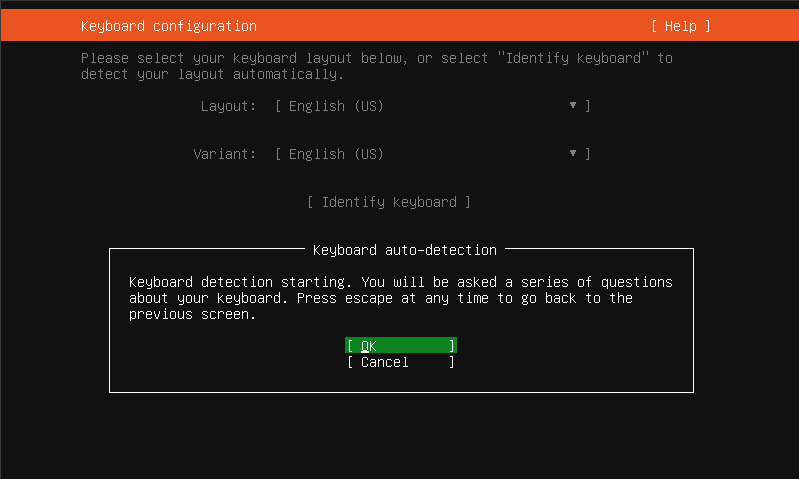 Keyboard configuration [ Help ]
Please select your keyboard layout below, or select "Identify keyboard" to
detect your layout automatically.
Layout: [ English (US) ▼ ]
Variant: [ English (US) ▼ ]
[ Identify keyboard ]
Keyboard auto-detection
Keyboard detection starting. You will be asked a series of questions
about your keyboard. Press escape at any time to go back to the
previous screen.
[ OK ]
[ Cancel ]